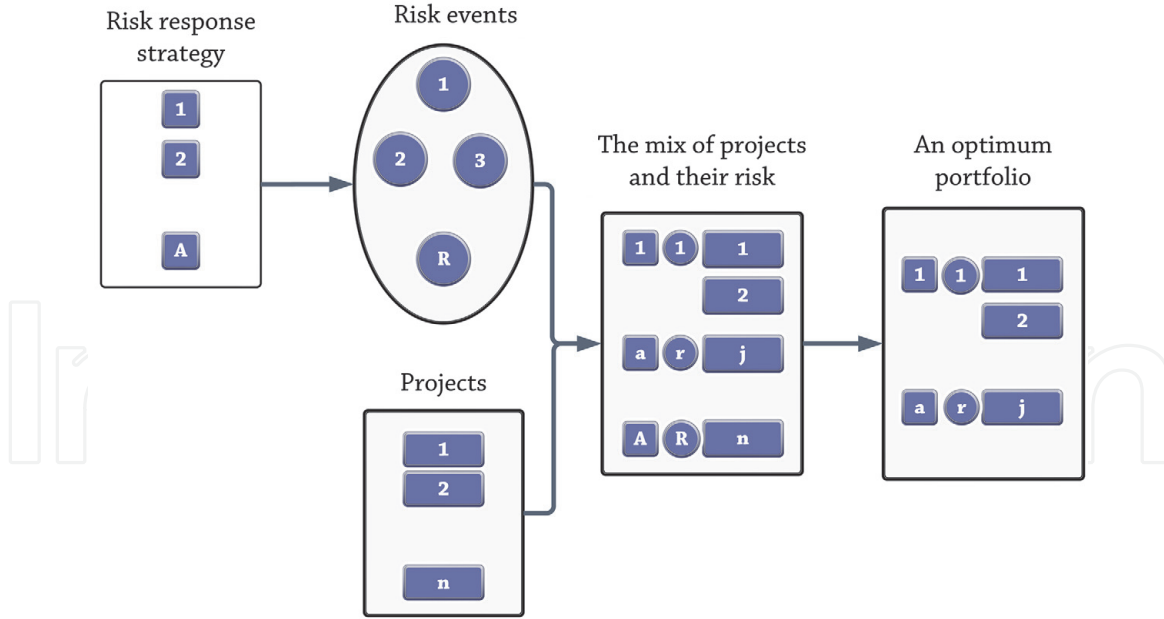 Risk response
strategy
1
2
A
Risk events
1
2 3
R
Projects
1
2
n
The mix of projects
and their risk
1 1 1
2
a r j
A R n
An optimum
portfolio
1 1 1
2
a r j